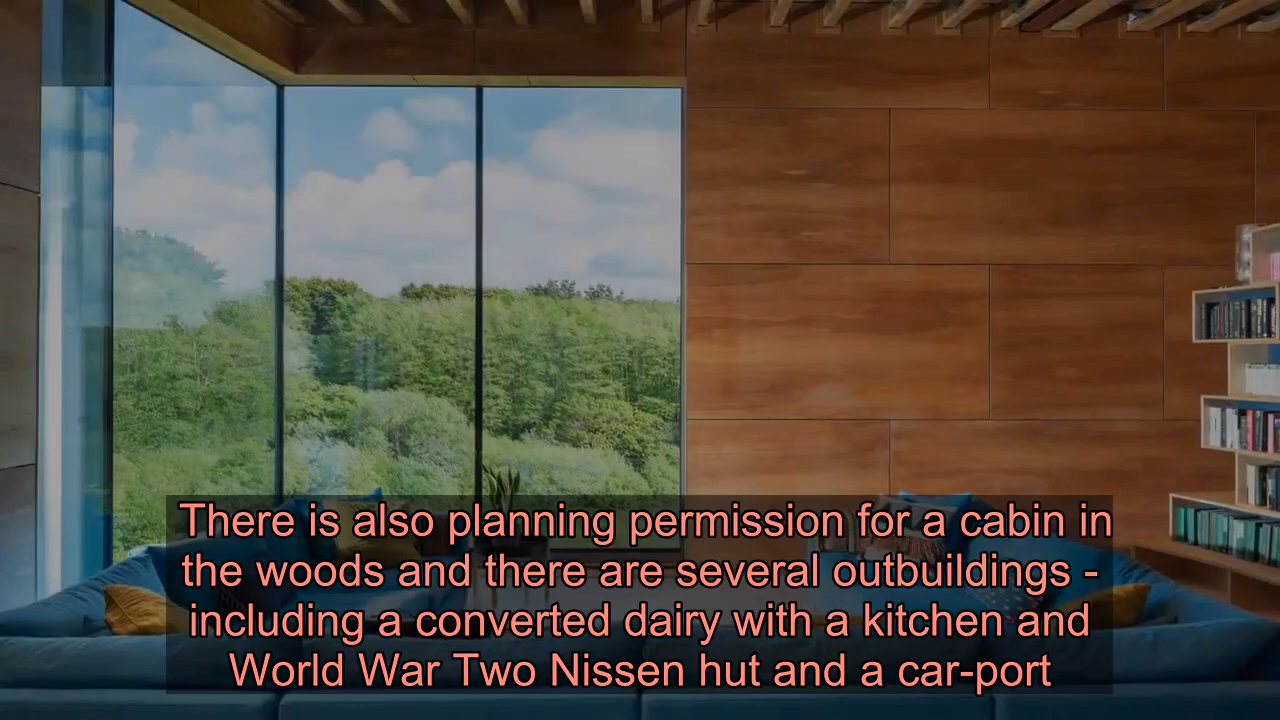 There is also planning permission for a cabin in
the woods and there are several outbuildings -
including a converted dairy with a kitchen and
World War Two Nissen hut and a car-port